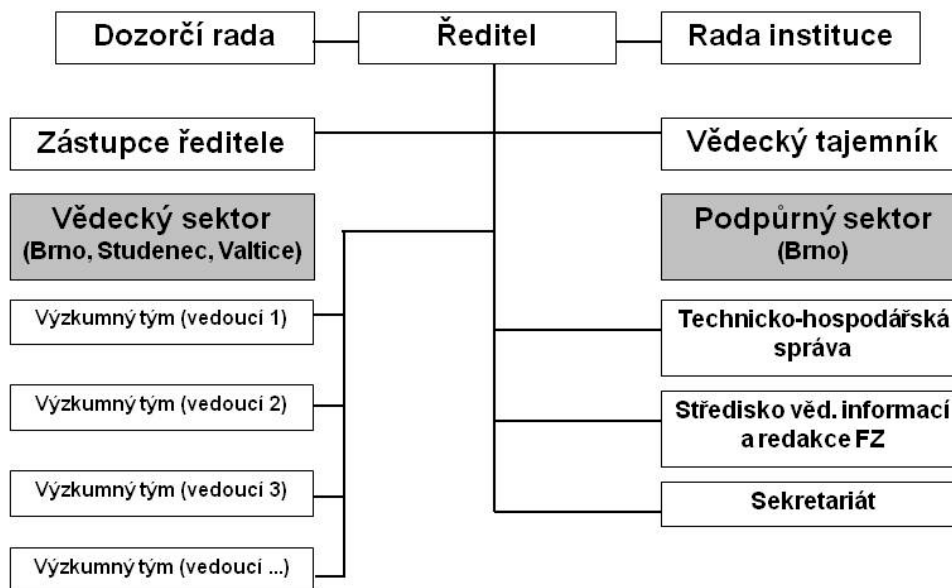 Dozorčí rada
Ředitel
Rada instituce
Zástupce ředitele
Vědecký tajemník
Vědecký sektor
(Brno, Studenec, Valtice)
Podpůrný sektor
(Brno)
Výzkumný tým (vedoucí 1)
Výzkumný tým (vedoucí 2)
Výzkumný tým (vedoucí 3)
Výzkumný tým (vedoucí ...)
Technicko-hospodářská
správa
Středisko věd. informací
a redakce FZ
Sekretariát